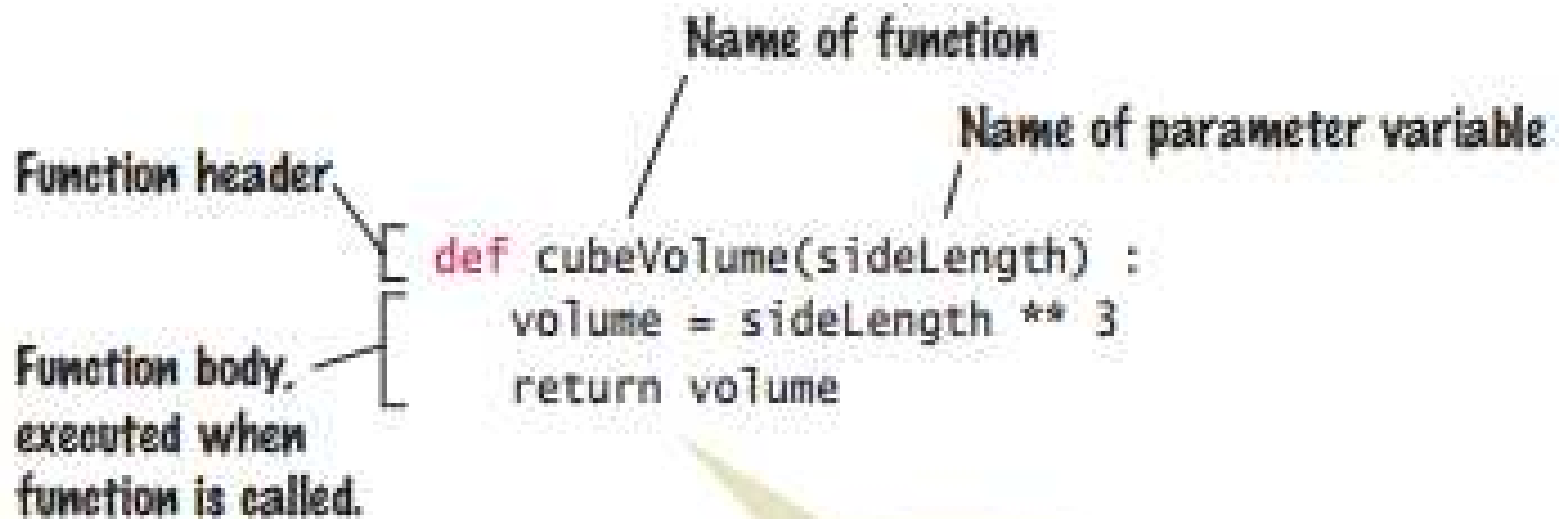 Name of function
Name of parameter variable
Function header
def cubeVolume(sideLength) :
volume = sideLength ** 3
return volume
Function body,
executed when
function is called.